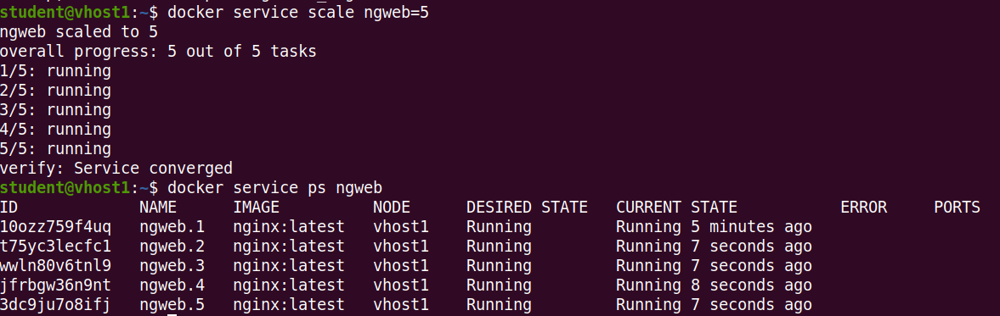 student@vhost1:~$ docker service scale ngweb=5
ngweb scaled to 5
overall progress: 5 out of 5 tasks
1/5: running
2/5: running
3/5: running
4/5: running
5/5: running
verify: Service converged
student@vhost1:~$ docker service ps ngweb
ID             NAME      IMAGE          NODE      DESIRED STATE   CURRENT STATE           ERROR     PORTS
10ozz759f4uq   ngweb.1   nginx:latest   vhost1    Running         Running 5 minutes ago
t75yc3lecfc1   ngweb.2   nginx:latest   vhost1    Running         Running 7 seconds ago
wwln80v6tnl9   ngweb.3   nginx:latest   vhost1    Running         Running 7 seconds ago
jfrbgw36n9nt   ngweb.4   nginx:latest   vhost1    Running         Running 8 seconds ago
3dc9ju7o8ifj   ngweb.5   nginx:latest   vhost1    Running         Running 7 seconds ago